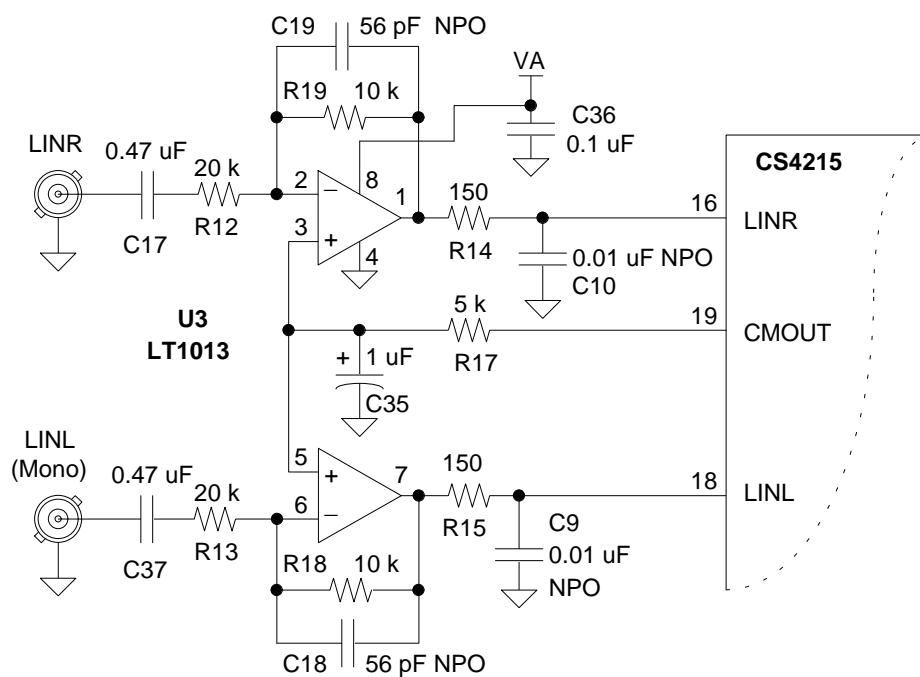 C19
56 pF NPO
VA
R19
10 k
C36
0.1 uF
LINR
0.47 uF
20 k
CS4215
2
−
8
1
150
16
LINR
C17
R12
3
+
4
R14
0.01 uF NPO
C10
U3
LT1013
5 k
19
CMOUT
+
1 uF
R17
C35
LINL
(Mono)
0.47 uF
20 k
5
+
7
150
18
LINL
6
−
C37
R13
R15
C9
0.01 uF
NPO
R18
10 k
C18
56 pF NPO